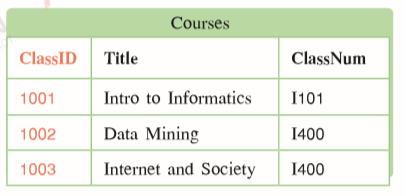 Courses
ClassID Title ClassNum
1001 Intro to Informatics I101
1002 Data Mining I400
1003 Internet and Society I400